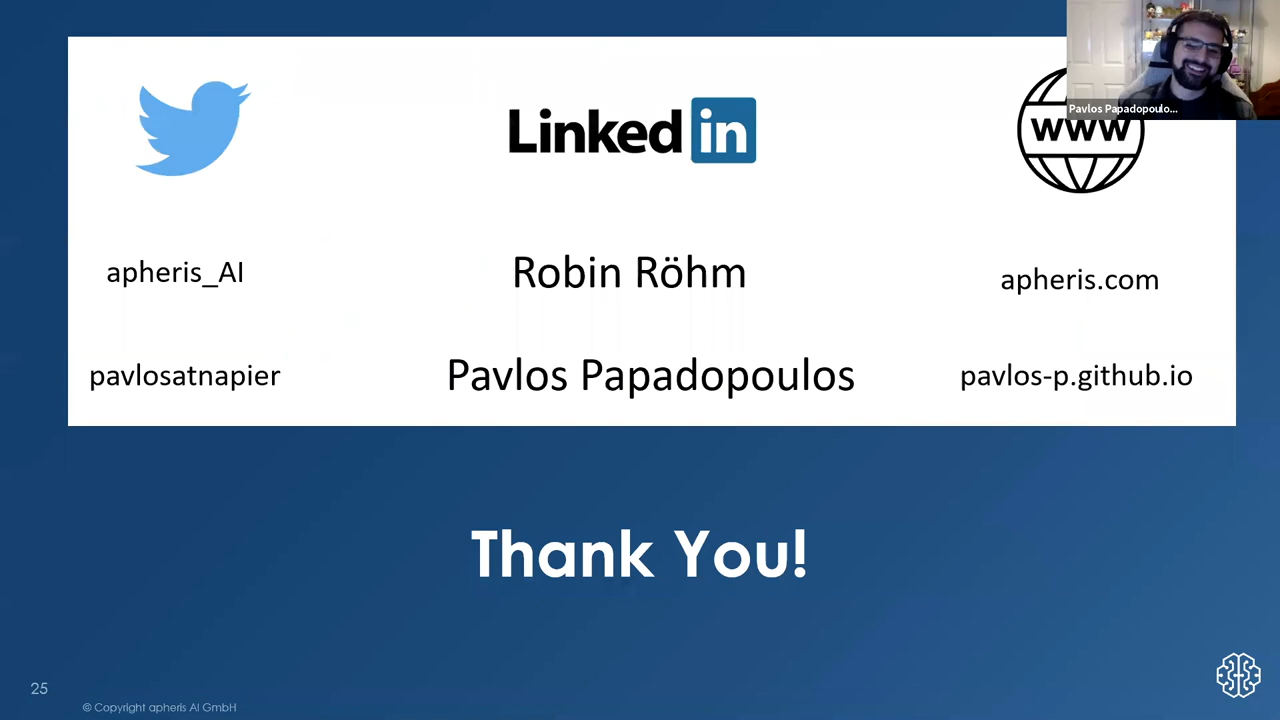 Linked in
www
Pavlos Papadopoulo...
apheris_AI
Robin Röhm
apheris.com
pavlosatnapier
Pavlos Papadopoulos
pavlos-p.github.io
Thank You!
25
© Copyright apheris AI GmbH